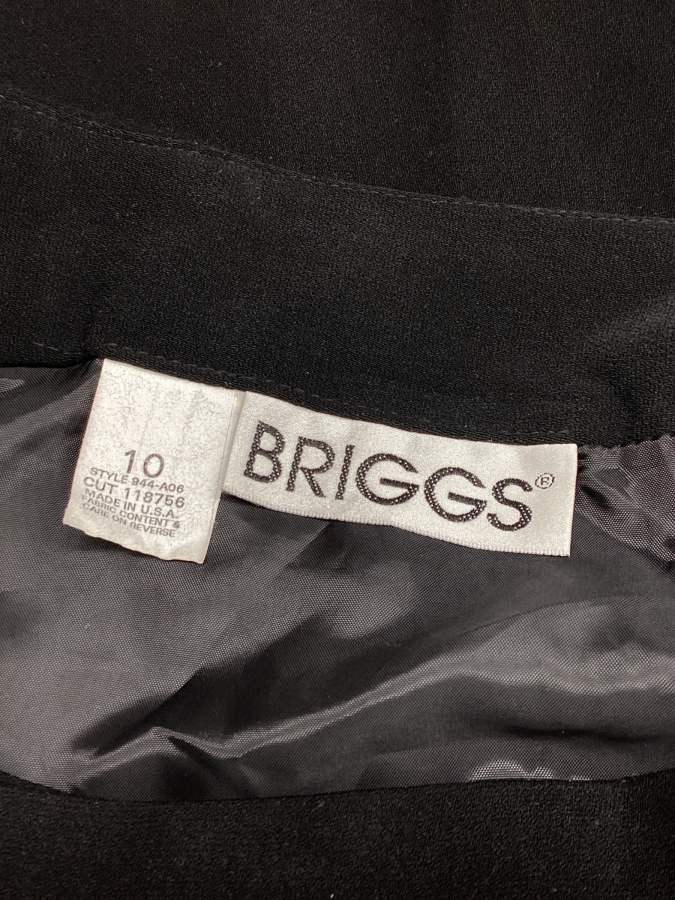 10
STYLE 944-A06
CUT 118756
MADE IN U.S.A.
FABRIC CONTENT &
CARE ON REVERSE
BRIGGS®